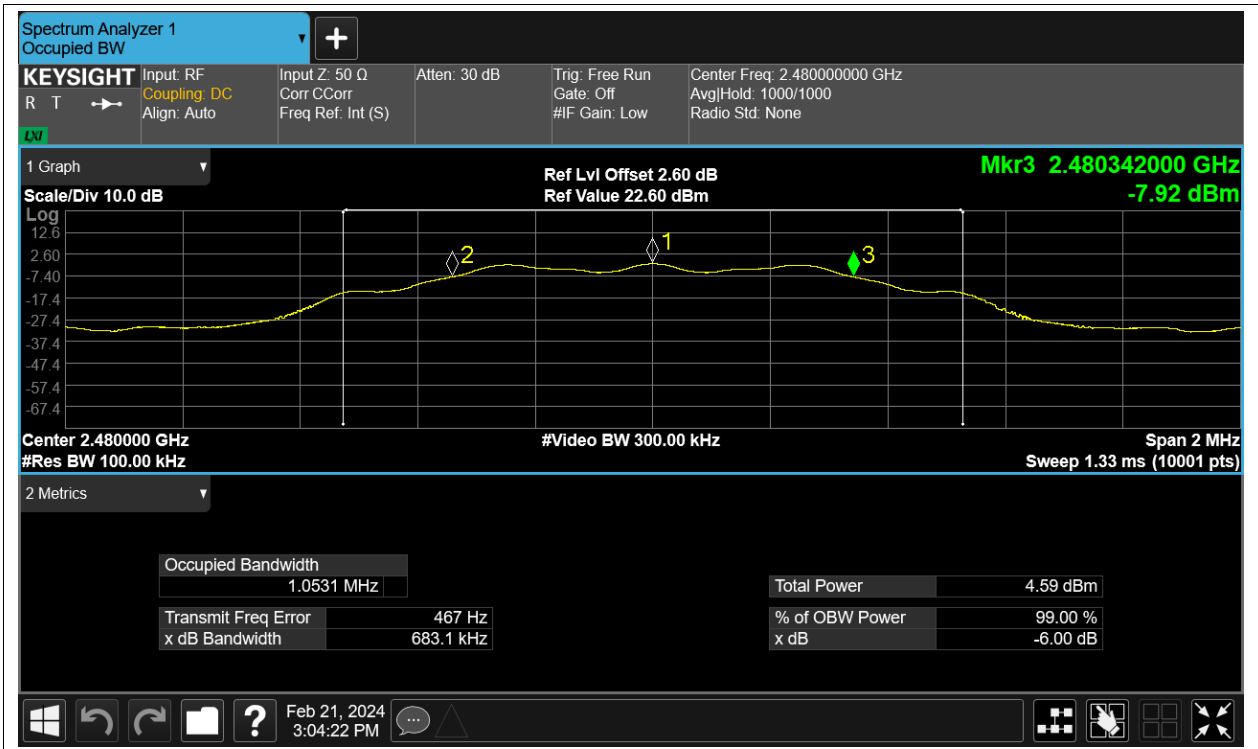 Spectrum Analyzer 1
Occupied BW
KEYSIGHT
R T
LXI
Input: RF
Coupling: DC
Align: Auto
Input Z: 50 Ω
Corr CCorr
Freq Ref: Int (S)
Atten: 30 dB
Trig: Free Run
Gate: Off
#IF Gain: Low
Center Freq: 2.480000000 GHz
Avg|Hold: 1000/1000
Radio Std: None
1 Graph
Scale/Div 10.0 dB
Ref Lvl Offset 2.60 dB
Ref Value 22.60 dBm
Mkr3 2.480342000 GHz
-7.92 dBm
Log
12.6
2.60
-7.40
-17.4
-27.4
-37.4
-47.4
-57.4
-67.4
2
1
3
Center 2.480000 GHz
#Video BW 300.00 kHz
Span 2 MHz
#Res BW 100.00 kHz
Sweep 1.33 ms (10001 pts)
2 Metrics
Occupied Bandwidth
1.0531 MHz
Total Power 4.59 dBm
Transmit Freq Error 467 Hz
% of OBW Power 99.00 %
x dB Bandwidth 683.1 kHz
x dB -6.00 dB
?
Feb 21, 2024
3:04:22 PM